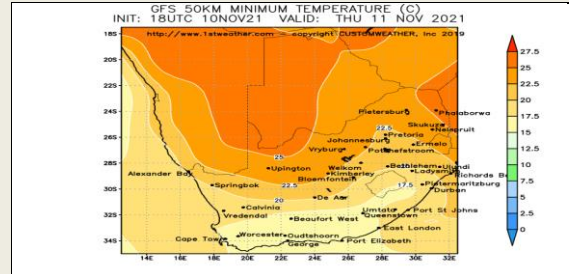 GFS 50KM MINIMUM TEMPERATURE (C)
INIT: 18UTC 10NOV21 VALID: THU 11 NOV 2021
http://www.1stweather.com – copyright CUSTOMWEATHER, Inc 2019
18S
20S
22S
24S
26S
28S
30S
32S
34S
14E
16E
18E
20E
22E
24E
26E
28E
30E
32E
Pietersburg
Phalaborwa
Skukuza
Nelspruit
22.5
Pretoria
Johannesburg
Ermelo
Vryburg
Potchefstroom
25
Welkom
Bethlehem
Ulundi
Upington
Kimberley
Ladysmith
Richards Ba
Alexander Bay
Bloemfontein
Springbok
22.5
17.5
Pietermaritzburg
Durban
De Aar
20
Calvinia
Vredendal
Umtata
Port St Johns
Beaufort West
Queenstown
East London
Worcester
Oudtshoorn
Cape Town
George
Port Elizabeth
27.5
25
22.5
20
17.5
15
12.5
10
7.5
5
2.5
0